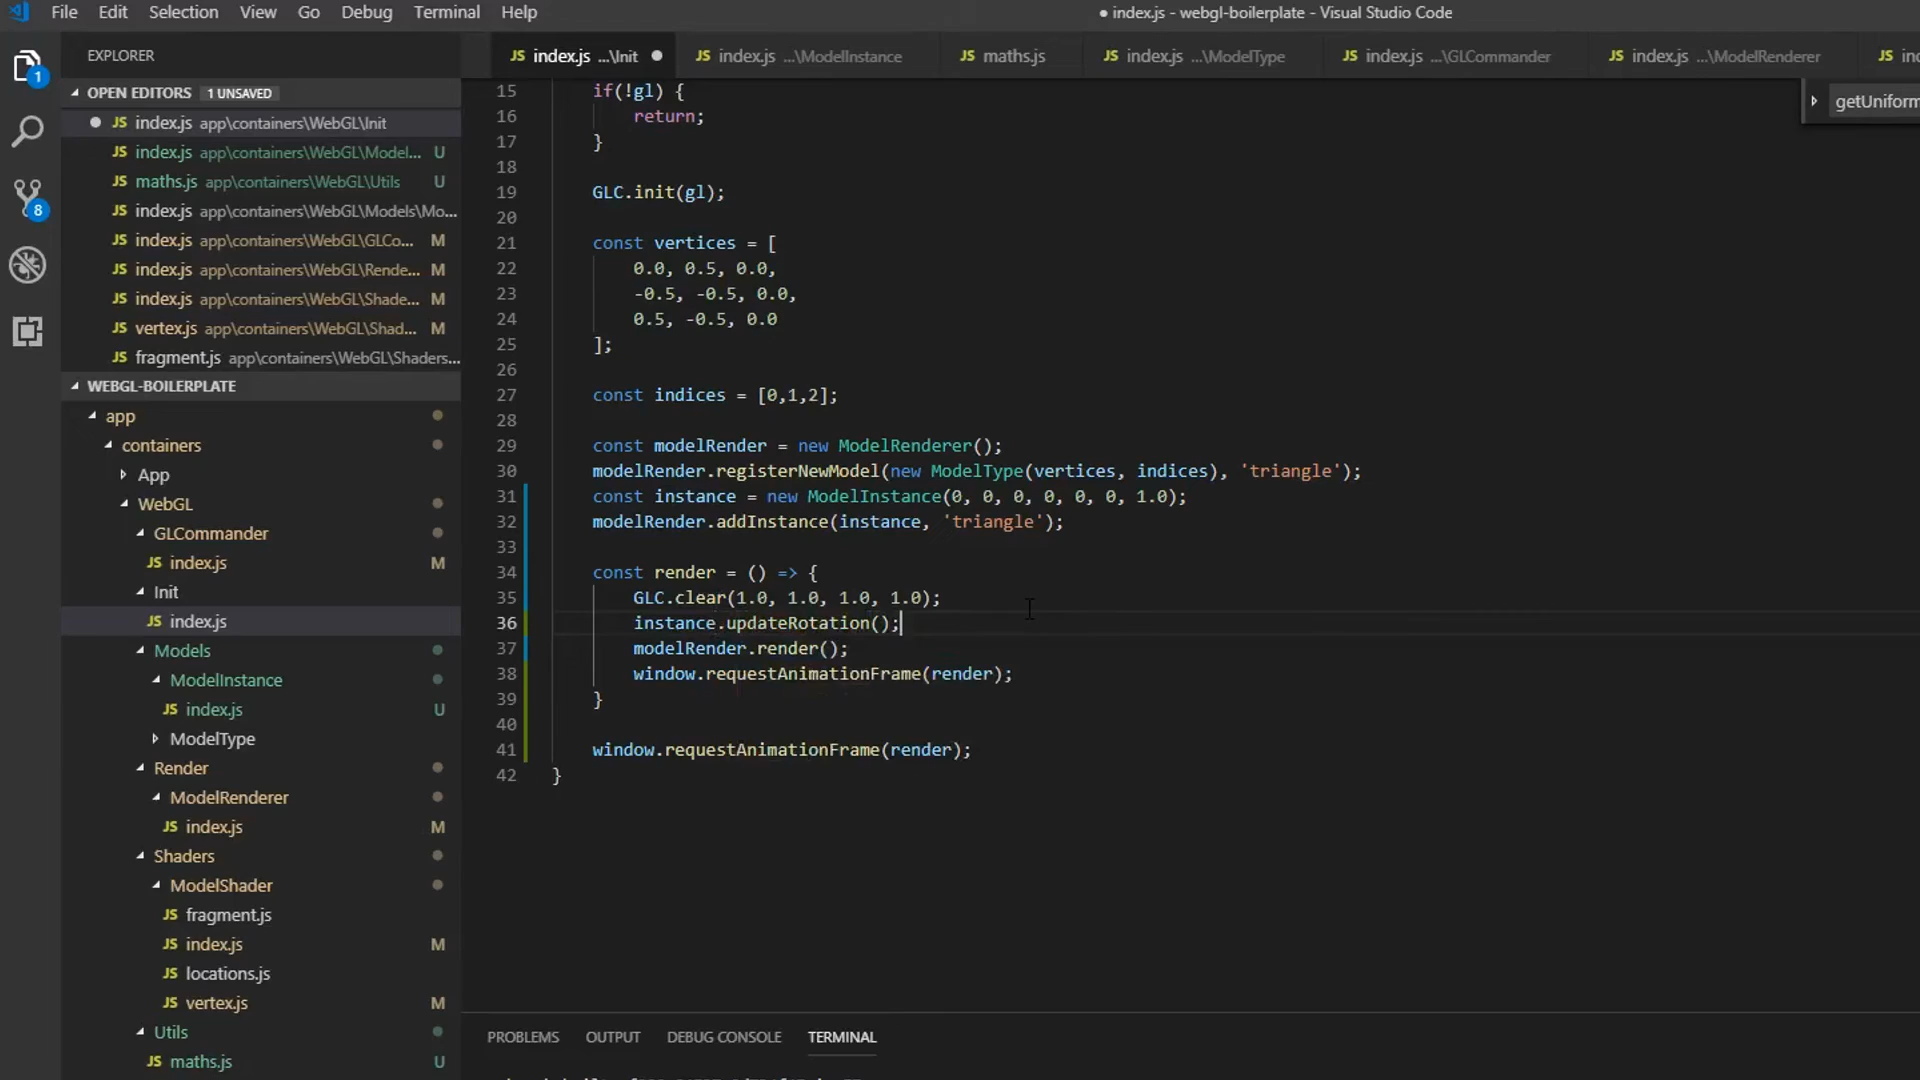 File Edit Selection View Go Debug Terminal Help
● index.js - webgl-boilerplate - Visual Studio Code
EXPLORER
JS index.js ...\Init ●
JS index.js ...\ModelInstance
JS maths.js
JS index.js ...\ModelType
JS index.js ...\GLCommander
JS index.js ...\ModelRenderer
JS
1
8
OPEN EDITORS 1 UNSAVED
● JS index.js app\containers\WebGL\Init
JS index.js app\containers\WebGL\Model... U
JS maths.js app\containers\WebGL\Utils U
JS index.js app\containers\WebGL\Models\Mo...
JS index.js app\containers\WebGL\GLCo... M
JS index.js app\containers\WebGL\Rende... M
JS index.js app\containers\WebGL\Shade... M
JS vertex.js app\containers\WebGL\Shad... M
JS fragment.js app\containers\WebGL\Shaders...
WEBGL-BOILERPLATE
app
containers
App
WebGL
GLCommander
JS index.js M
Init
JS index.js
Models
ModelInstance
JS index.js U
ModelType
Render
ModelRenderer
JS index.js M
Shaders
ModelShader
JS fragment.js
JS index.js M
JS locations.js
JS vertex.js M
Utils
JS maths.js U
getUniform
15 if(!gl) {
16 return;
17 }
18
19 GLC.init(gl);
20
21 const vertices = [
22 0.0, 0.5, 0.0,
23 -0.5, -0.5, 0.0,
24 0.5, -0.5, 0.0
25 ];
26
27 const indices = [0,1,2];
28
29 const modelRender = new ModelRenderer();
30 modelRender.registerNewModel(new ModelType(vertices, indices), 'triangle');
31 const instance = new ModelInstance(0, 0, 0, 0, 0, 0, 1.0);
32 modelRender.addInstance(instance, 'triangle');
33
34 const render = () => {
35 GLC.clear(1.0, 1.0, 1.0, 1.0);
36 instance.updateRotation();
37 modelRender.render();
38 window.requestAnimationFrame(render);
39 }
40
41 window.requestAnimationFrame(render);
42 }
PROBLEMS OUTPUT DEBUG CONSOLE TERMINAL